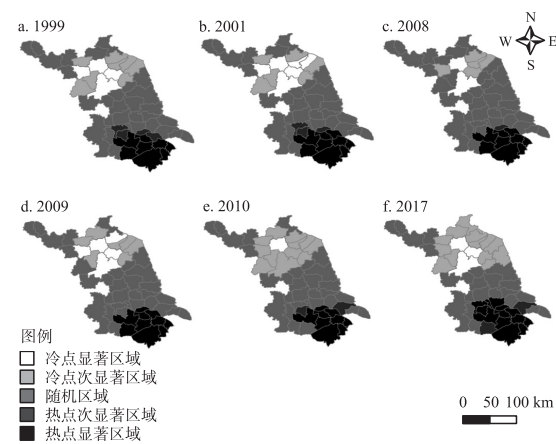 a. 1999
b. 2001
c. 2008
N
W
E
S
d. 2009
e. 2010
f. 2017
图例
冷点显著区域
冷点次显著区域
随机区域
热点次显著区域
热点显著区域
0 50 100 km